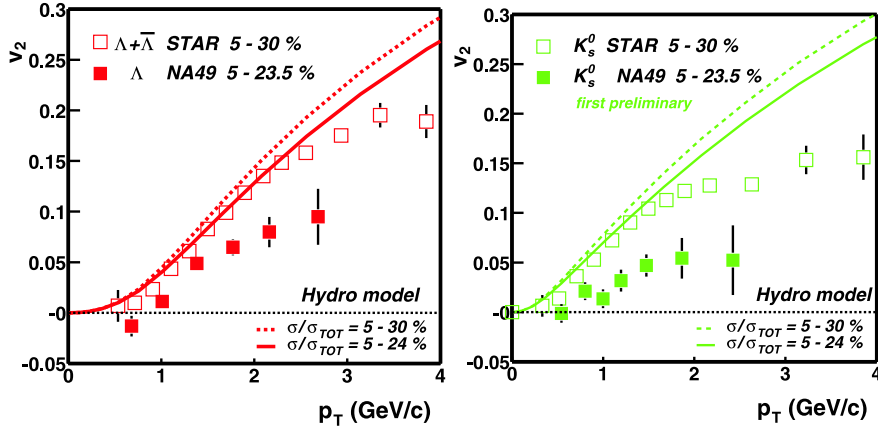 v2
0.3
0.25
0.2
0.15
0.1
0.05
-0
-0.05
Λ+Λ̅ STAR 5 - 30 %
Λ NA49 5 - 23.5 %
Hydro model
σ/σTOT = 5 - 30 %
σ/σTOT = 5 - 24 %
0 1 2 3 4
pT (GeV/c)
v2
0.3
0.25
0.2
0.15
0.1
0.05
-0
-0.05
K0s STAR 5 - 30 %
K0s NA49 5 - 23.5 %
first preliminary
Hydro model
σ/σTOT = 5 - 30 %
σ/σTOT = 5 - 24 %
0 1 2 3 4
pT (GeV/c)